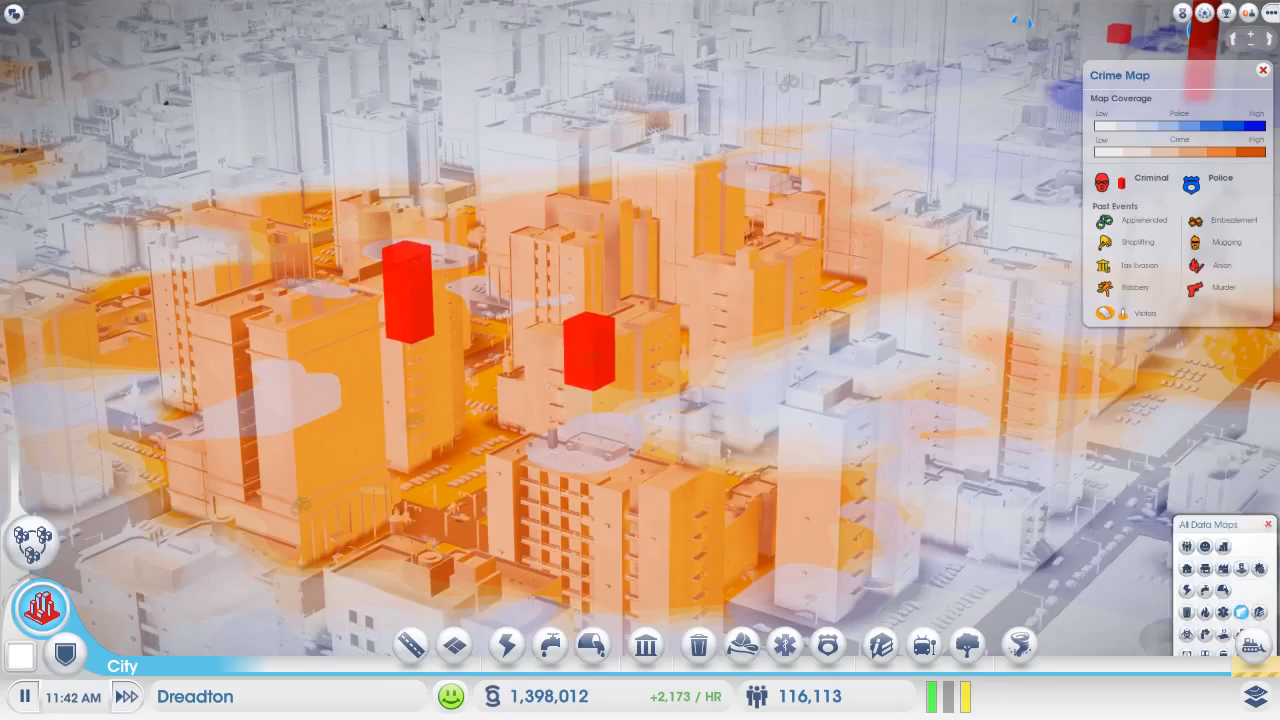 Crime Map
Map Coverage
Low Police High
Low Crime High
Criminal Police
Past Events
Apprehended Embezzlement
Shoplifting Mugging
Tax Evasion Arson
Robbery Murder
Visitors
All Data Maps
City
11:42 AM Dreadton 1,398,012 +2,173 / HR 116,113